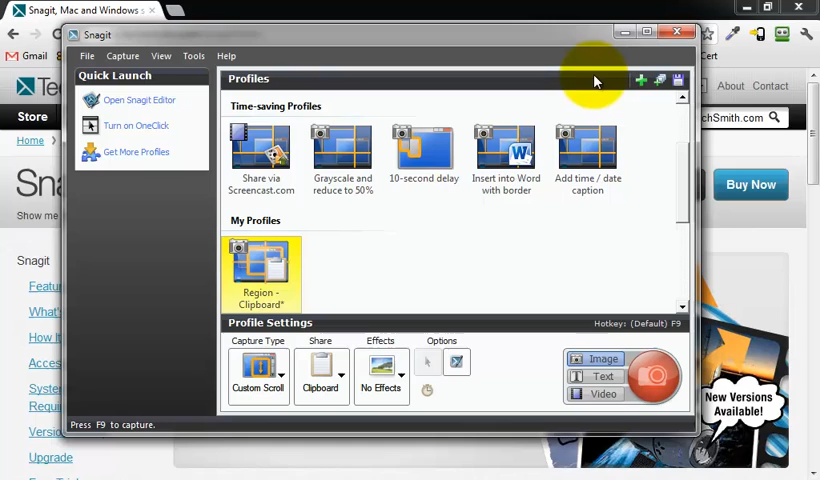 Snagit, Mac and Windows s
Gmail
Cert
Snagit
File Capture View Tools Help
Quick Launch
Open Snagit Editor
Turn on OneClick
Get More Profiles
Profiles
Time-saving Profiles
Share via Screencast.com
Grayscale and reduce to 50%
10-second delay
Insert into Word with border
Add time / date caption
My Profiles
Region - Clipboard*
Profile Settings
Hotkey: (Default) F9
Capture Type
Share
Effects
Options
Custom Scroll
Clipboard
No Effects
Image
Text
Video
Press F9 to capture.
Te
About Contact
Store
chSmith.com
Home
Sna
Show me
Buy Now
Snagit
Featu
What's
How It
Acces
System
Requi
Versio
Upgrade
New Versions
Available!